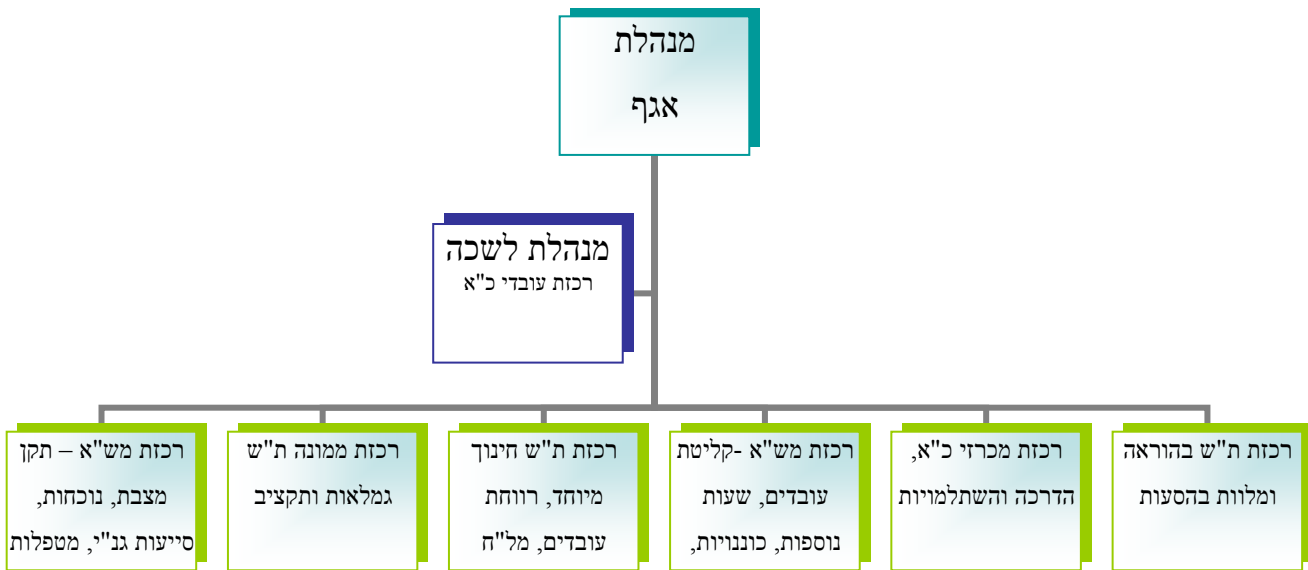 מנהלת
אגף
מנהלת לשכה
רכזת עובדי כ"א
רכזת ת"ש בהוראה
ומלוות בהסעות
רכזת מכרזי כ"א,
הדרכה והשתלמויות
רכזת מש"א -קליטת
עובדים, שעות
נוספות, כוננויות,
רכזת ת"ש חינוך
מיוחד, רווחת
עובדים, מל"ח
רכזת ממונה ת"ש
גמלאות ותקציב
רכזת מש"א – תקן
מצבת, נוכחות,
סייעות גנ"י, מטפלות